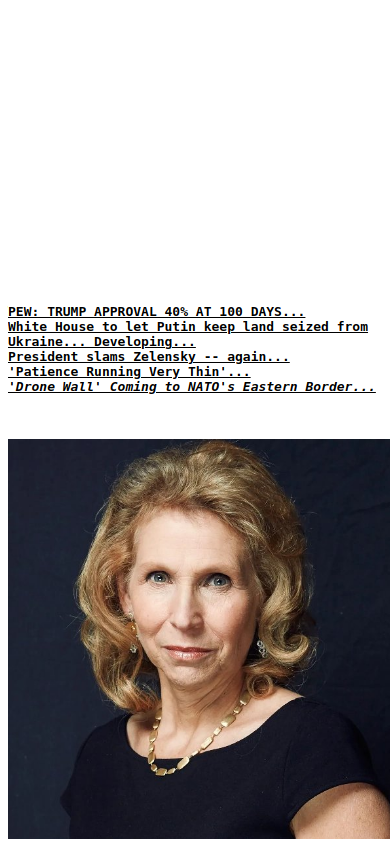 PEW: TRUMP APPROVAL 40% AT 100 DAYS...
White House to let Putin keep land seized from
Ukraine... Developing...
President slams Zelensky -- again...
'Patience Running Very Thin'...
'Drone Wall' Coming to NATO's Eastern Border...